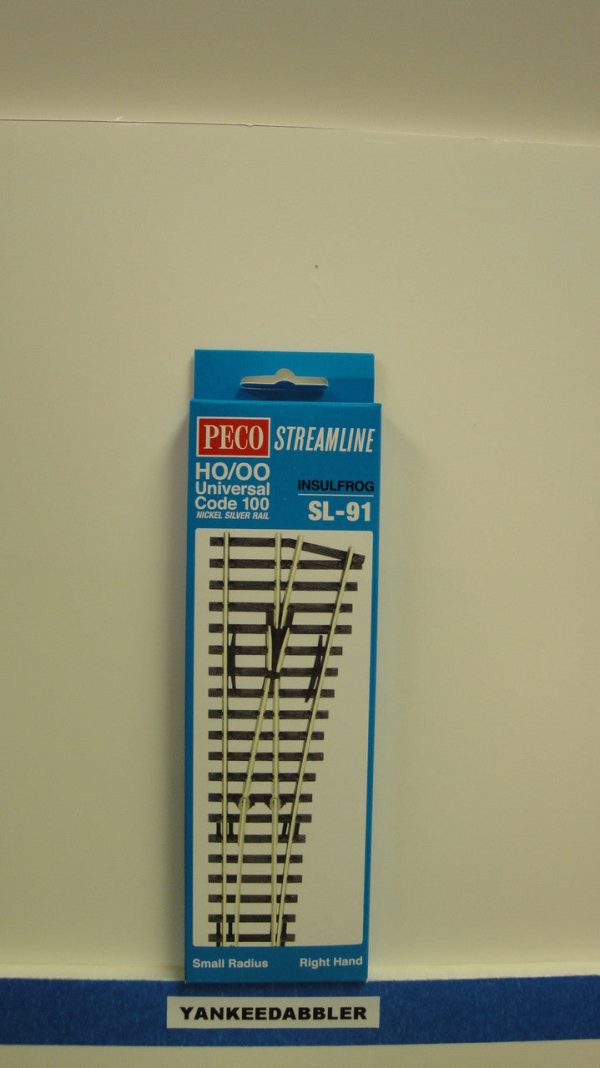 PECO STREAMLINE
HO/OO
Universal
Code 100
NICKEL SILVER RAIL
INSULFROG
SL-91
Small Radius Right Hand
YANKEEDABBLER